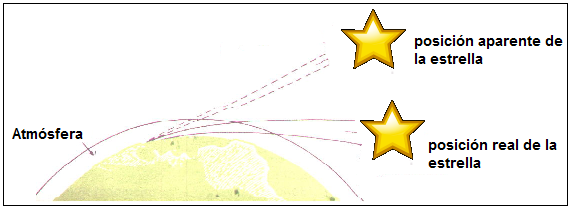 posición aparente de
la estrella
Atmósfera
posición real de la
estrella